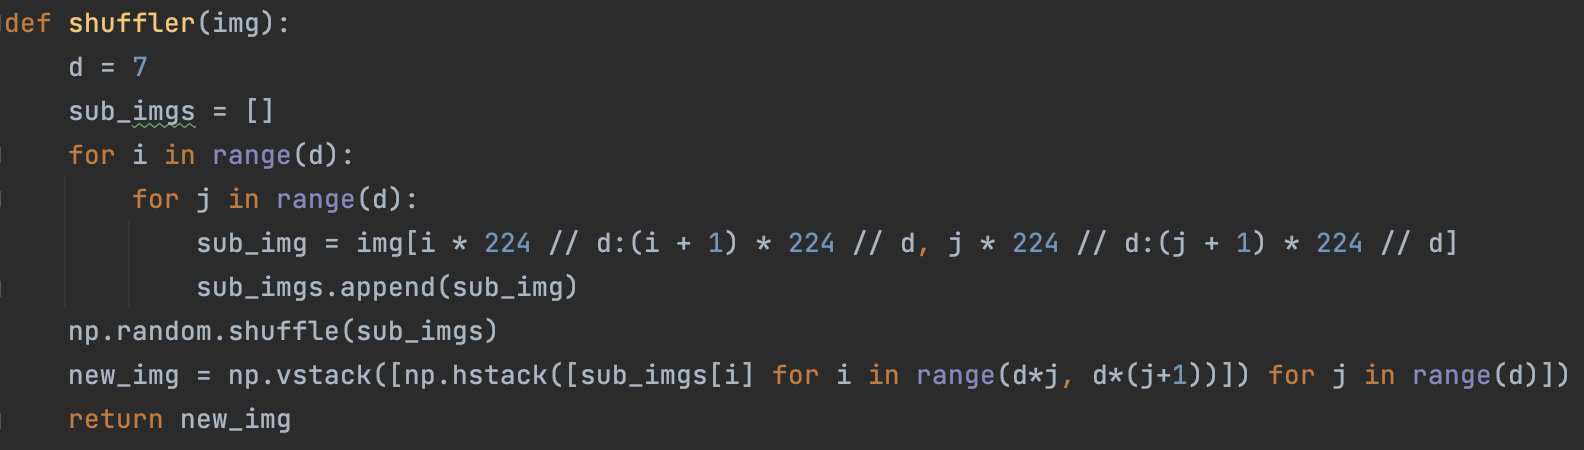 def shuffler(img):
    d = 7
    sub_imgs = []
    for i in range(d):
        for j in range(d):
            sub_img = img[i * 224 // d:(i + 1) * 224 // d, j * 224 // d:(j + 1) * 224 // d]
            sub_imgs.append(sub_img)
    np.random.shuffle(sub_imgs)
    new_img = np.vstack([np.hstack([sub_imgs[i] for i in range(d*j, d*(j+1))]) for j in range(d)])
    return new_img